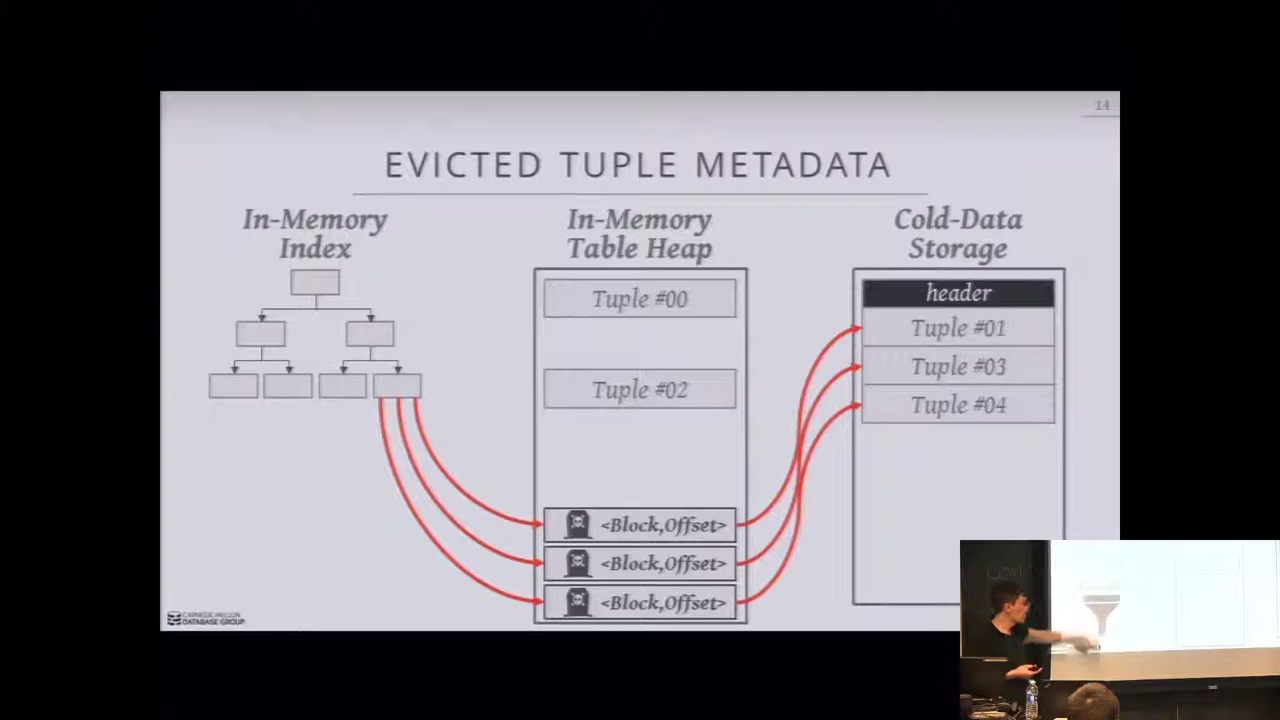 14
EVICTED TUPLE METADATA
In-Memory
Index
In-Memory
Table Heap
Cold-Data
Storage
Tuple #00
Tuple #02
<Block,Offset>
<Block,Offset>
<Block,Offset>
header
Tuple #01
Tuple #03
Tuple #04
CARNEGIE MELLON
DATABASE GROUP